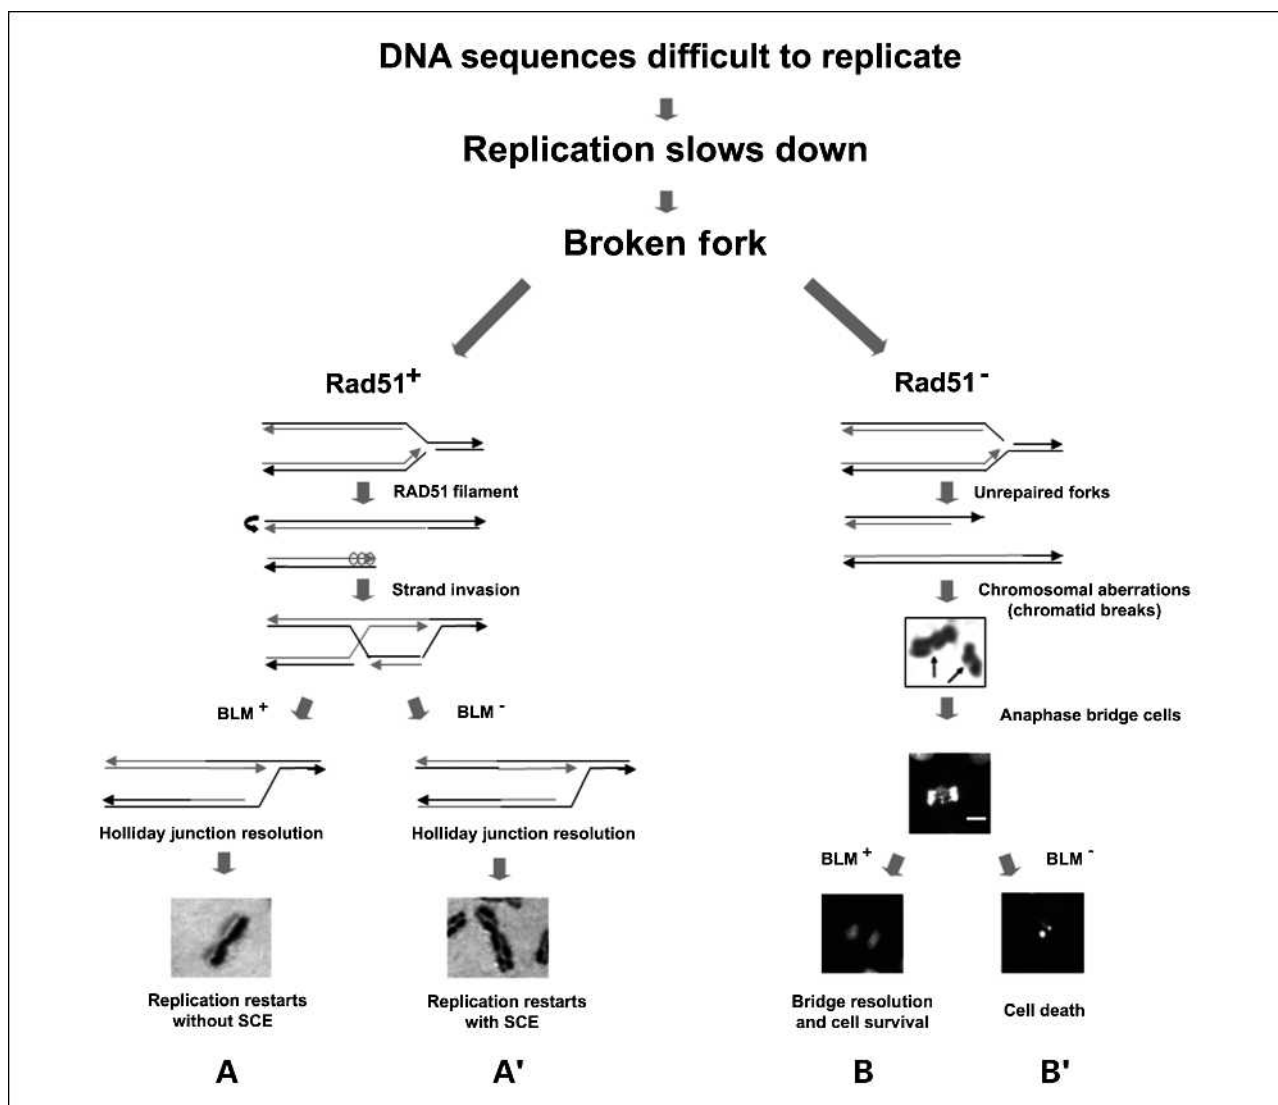 DNA sequences difficult to replicate
Replication slows down
Broken fork
Rad51+
Rad51-
RAD51 filament
Unrepaired forks
Strand invasion
Chromosomal aberrations
(chromatid breaks)
BLM +
BLM -
Anaphase bridge cells
Holliday junction resolution
Holliday junction resolution
BLM +
BLM -
Replication restarts
without SCE
Replication restarts
with SCE
Bridge resolution
and cell survival
Cell death
A
A'
B
B'